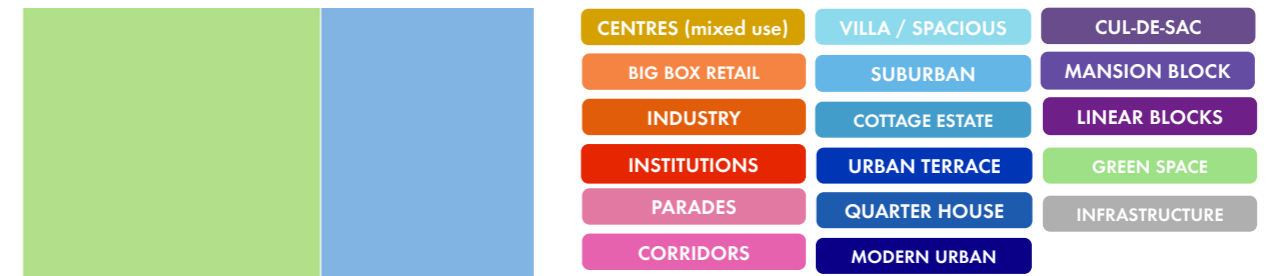 CENTRES (mixed use)
BIG BOX RETAIL
INDUSTRY
INSTITUTIONS
PARADES
CORRIDORS
VILLA / SPACIOUS
SUBURBAN
COTTAGE ESTATE
URBAN TERRACE
QUARTER HOUSE
MODERN URBAN
CUL-DE-SAC
MANSION BLOCK
LINEAR BLOCKS
GREEN SPACE
INFRASTRUCTURE